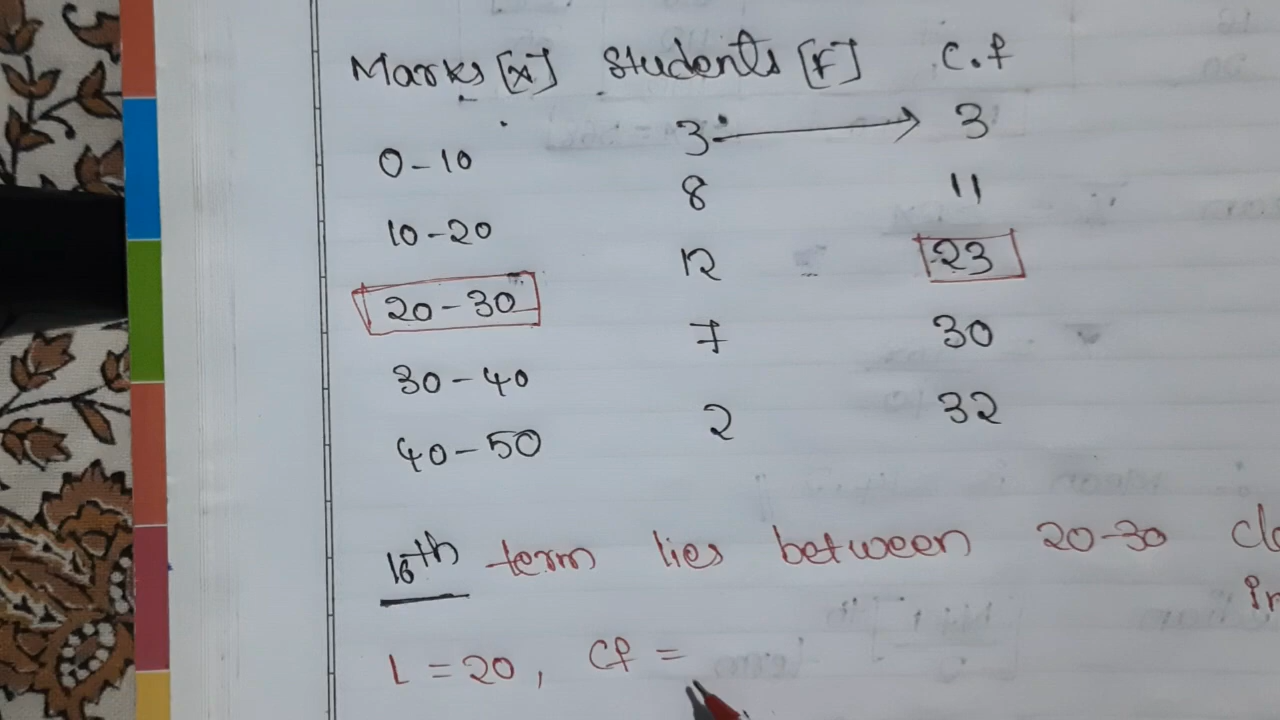 Marks [x] Students [F] C.f
0-10 3 → 3
10-20 8 11
20-30 12 23
30-40 7 30
40-50 2 32
16th term lies between 20-30
L = 20, Cf =